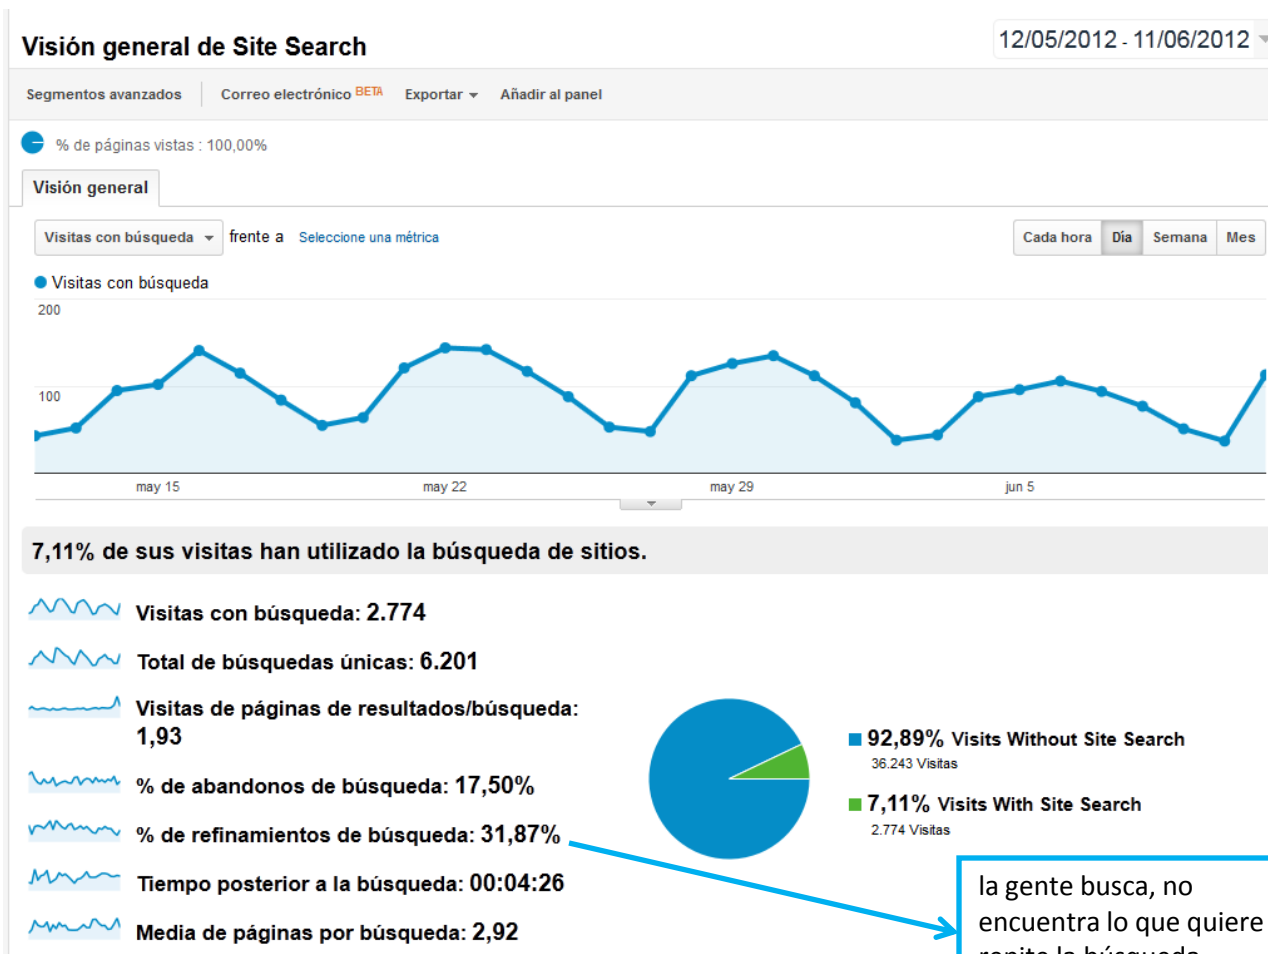 Visión general de Site Search
12/05/2012 - 11/06/2012
Segmentos avanzados
Correo electrónico BETA
Exportar
Añadir al panel
% de páginas vistas : 100,00%
Visión general
Visitas con búsqueda
frente a
Seleccione una métrica
Cada hora
Día
Semana
Mes
Visitas con búsqueda
200
100
may 15
may 22
may 29
jun 5
7,11% de sus visitas han utilizado la búsqueda de sitios.
Visitas con búsqueda: 2.774
Total de búsquedas únicas: 6.201
Visitas de páginas de resultados/búsqueda:
1,93
% de abandonos de búsqueda: 17,50%
% de refinamientos de búsqueda: 31,87%
Tiempo posterior a la búsqueda: 00:04:26
Media de páginas por búsqueda: 2,92
92,89% Visits Without Site Search
36.243 Visitas
7,11% Visits With Site Search
2.774 Visitas
la gente busca, no
encuentra lo que quiere
repite la búsqueda